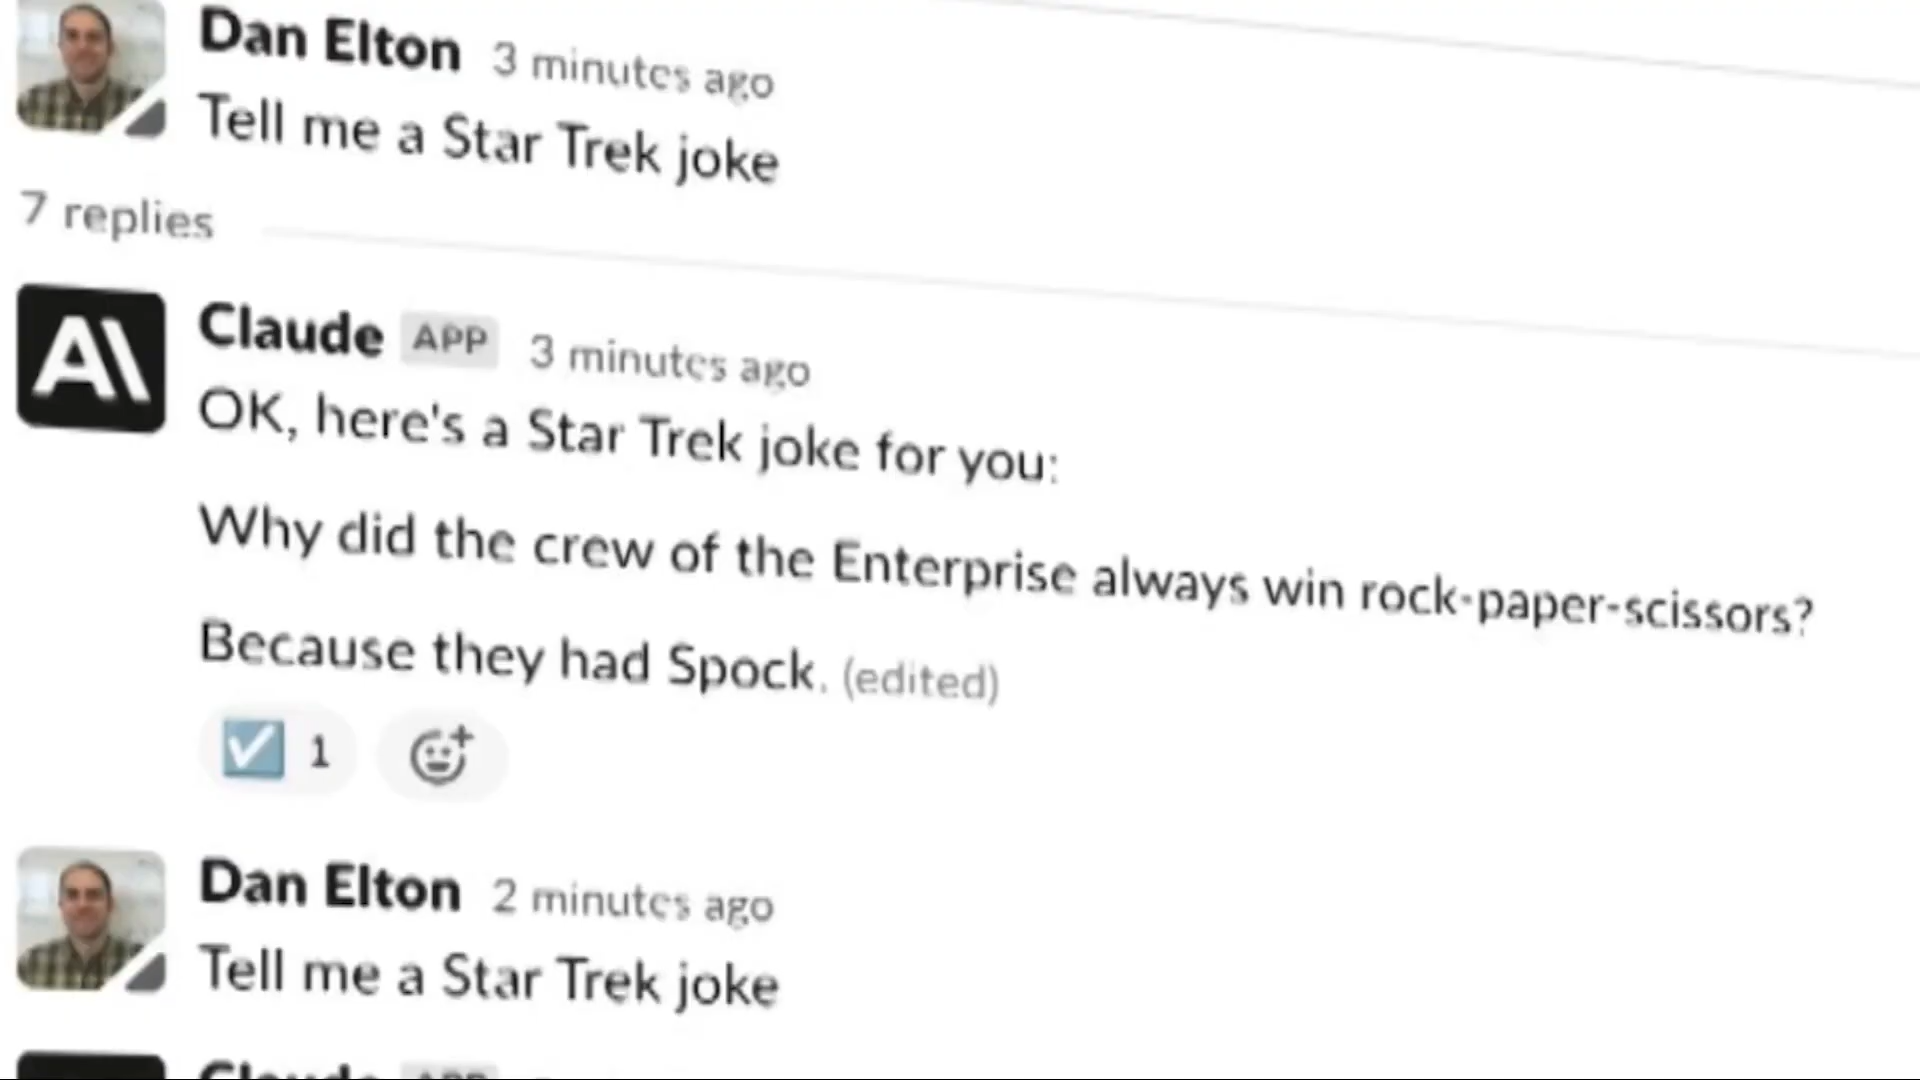 Dan Elton 3 minutes ago
Tell me a Star Trek joke
7 replies
A\
Claude APP 3 minutes ago
OK, here's a Star Trek joke for you:
Why did the crew of the Enterprise always win rock-paper-scissors?
Because they had Spock. (edited)
1
Dan Elton 2 minutes ago
Tell me a Star Trek joke
Claude APP